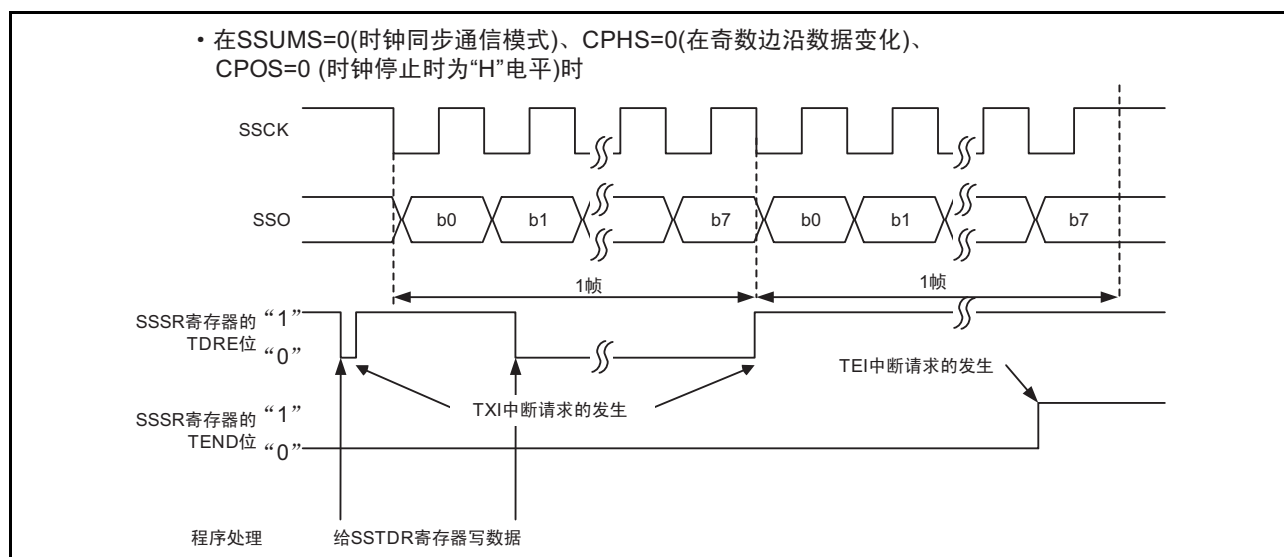 • 在SSUMS=0(时钟同步通信模式)、CPHS=0(在奇数边沿数据变化)、
CPOS=0 (时钟停止时为“H”电平)时
SSCK
SSO
b0
b1
b7
b0
b1
b7
1帧
1帧
SSSR寄存器的
TDRE位
“1”
“0”
TEI中断请求的发生
TXI中断请求的发生
SSSR寄存器的
TEND位
“1”
“0”
程序处理
给SSTDR寄存器写数据